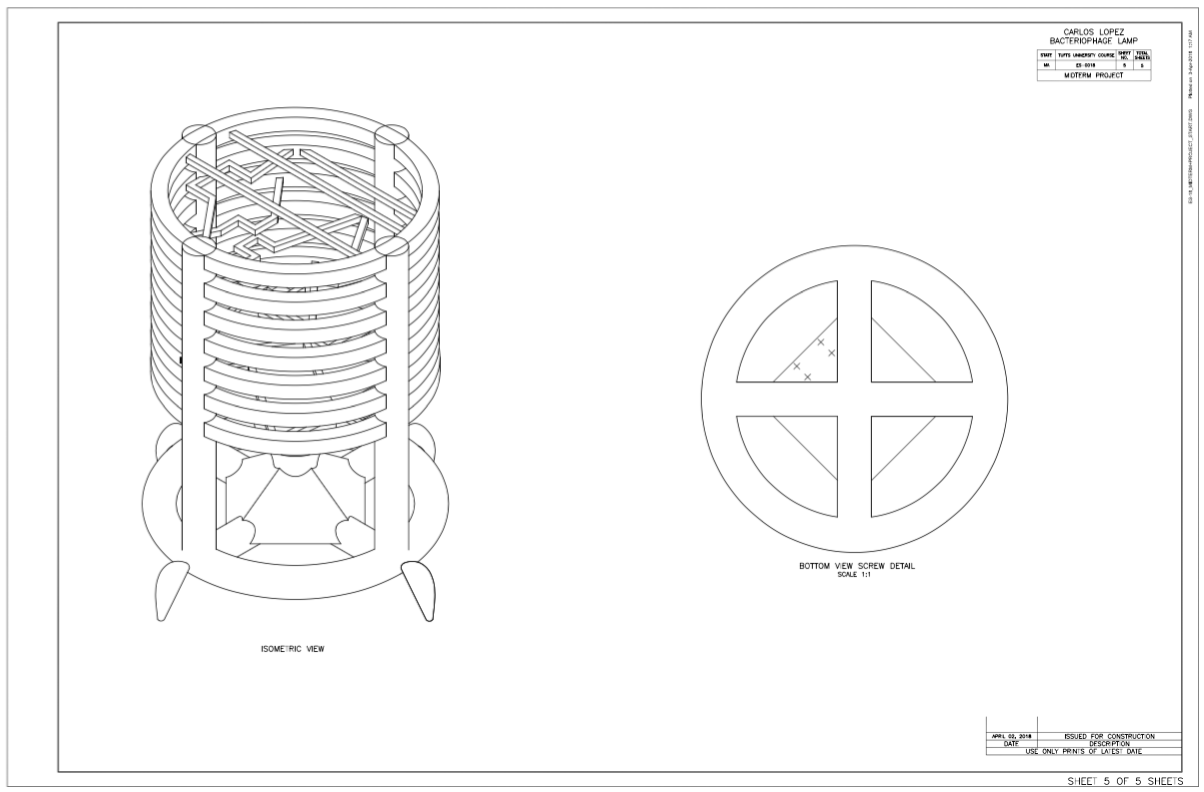 CARLOS LOPEZ
BACTERIOPHAGE LAMP
STATE TUFTS UNIVERSITY COURSE SHEET NO. TOTAL SHEETS
MA ES-0018 5 5
MIDTERM PROJECT
ISOMETRIC VIEW
BOTTOM VIEW SCREW DETAIL
SCALE 1:1
APRIL 02, 2018 ISSUED FOR CONSTRUCTION
DATE DESCRIPTION
USE ONLY PRINTS OF LATEST DATE
SHEET 5 OF 5 SHEETS